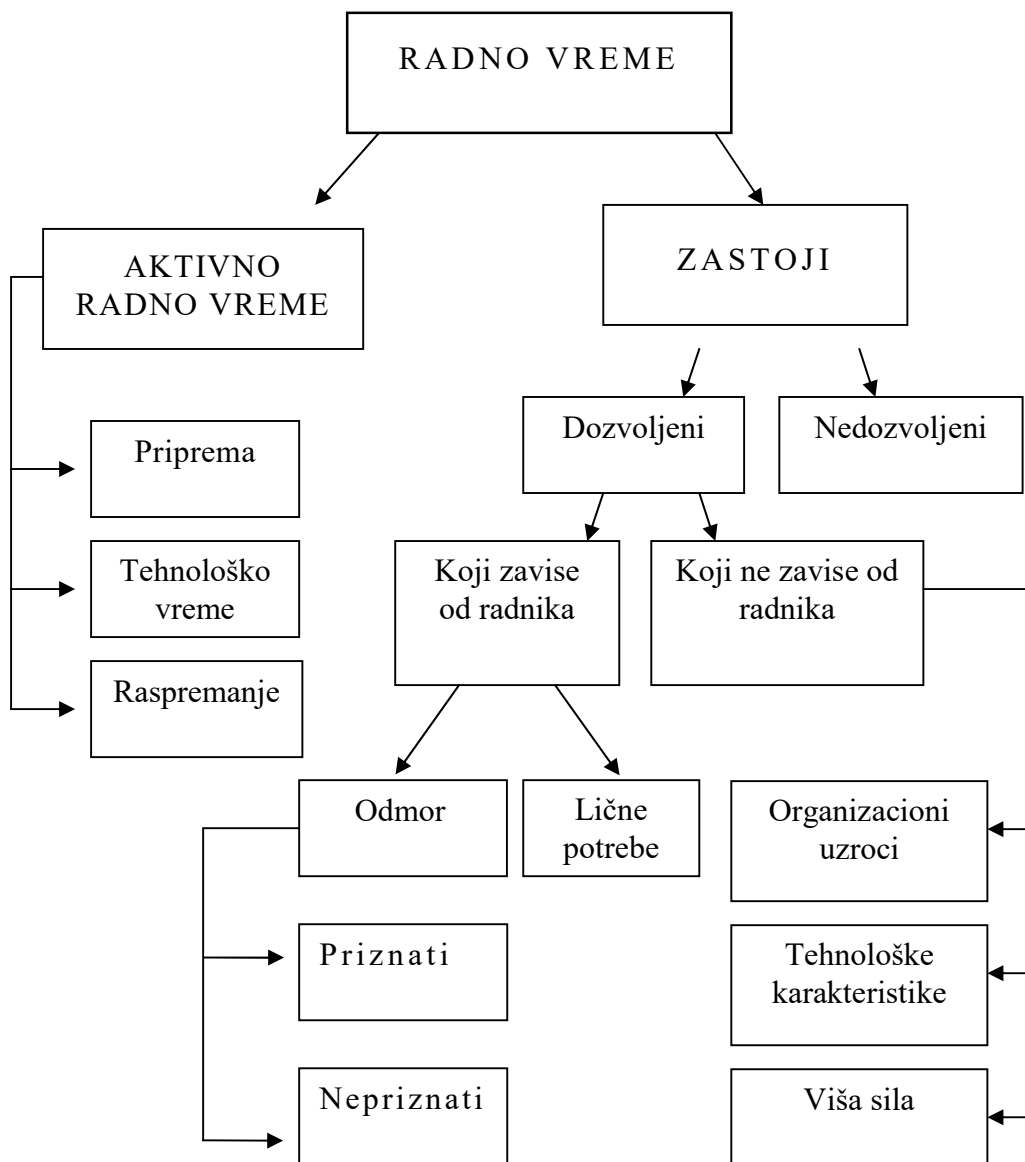 RADNO VREME
AKTIVNO
RADNO VREME
ZASTOJI
Dozvoljeni
Nedozvoljeni
Priprema
Tehnološko
vreme
Raspremanje
Koji zavise
od radnika
Koji ne zavise od
radnika
Odmor
Lične
potrebe
Organizacioni
uzroci
Priznati
Tehnološke
karakteristike
Nepriznati
Viša sila